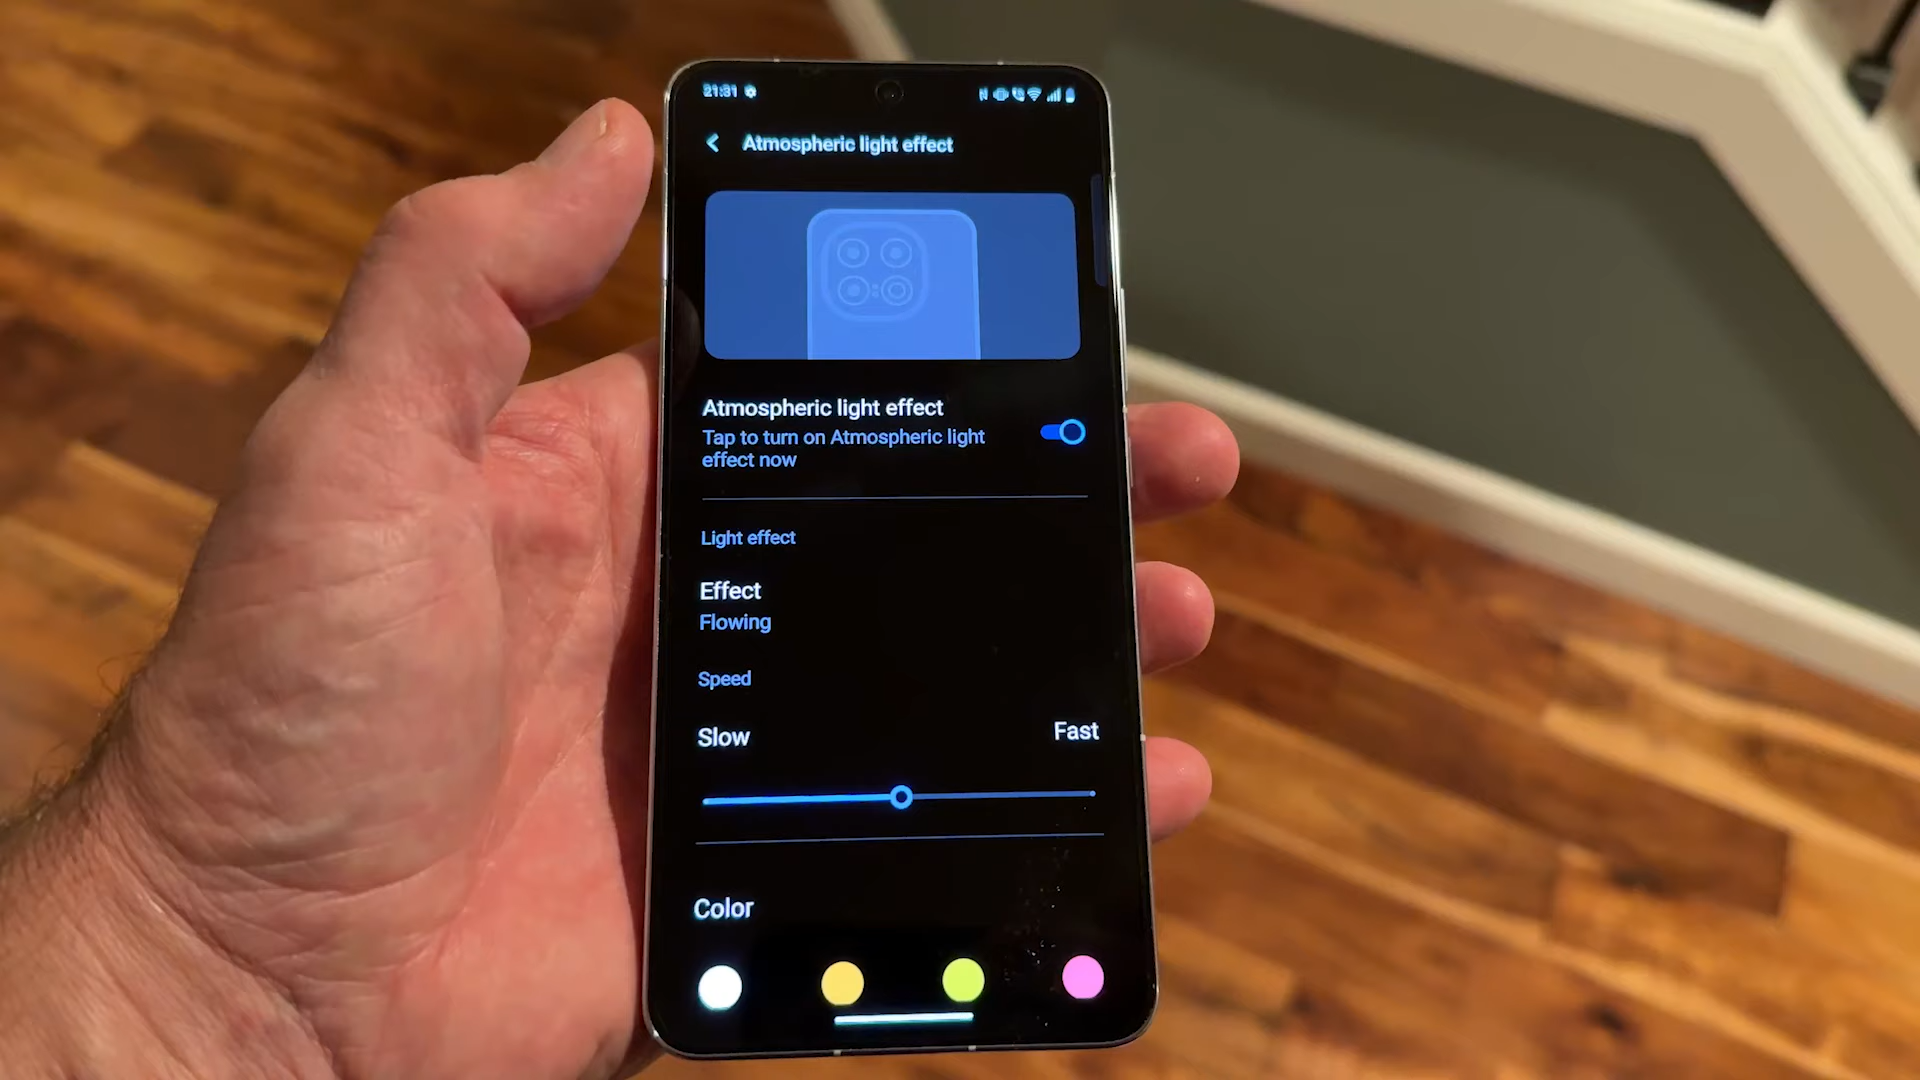 21:31
Atmospheric light effect
Atmospheric light effect
Tap to turn on Atmospheric light
effect now
Light effect
Effect
Flowing
Speed
Slow
Fast
Color